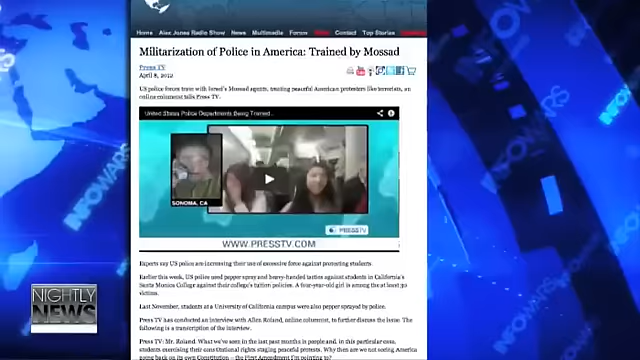 Home Alex Jones Radio Show News Multimedia Forum Contact Top Stories
Militarization of Police in America: Trained by Mossad
Press TV
April 8, 2012
US police forces train with Israel's Mossad agents, treating peaceful American protesters like terrorists, an
online columnist tells Press TV.
United States Police Departments Being Trained...
SONOMA, CA
PRESSTV
WWW.PRESSTV.COM
Experts say US police are increasing their use of excessive force against protesting students.
Earlier this week, US police used pepper spray and heavy-handed tactics against students in California's
Santa Monica College against their college's tuition policies. A four-year-old girl is among the at least 30
victims.
Last November, students at a University of California campus were also pepper sprayed by police.
Press TV has conducted an interview with Allen Roland, online columnist, to further discuss the issue. The
following is a transcription of the interview.
Press TV: Mr. Roland. What we've seen in the last past months is people and, in this particular case,
students exercising their constitutional rights staging peaceful protests. Why then are we not seeing America
going back on its own Constitution – the First Amendment I'm pointing to?
NIGHTLY
NEWS
INFOWARS
INFOWARS
INFOWARS
INFOWARS